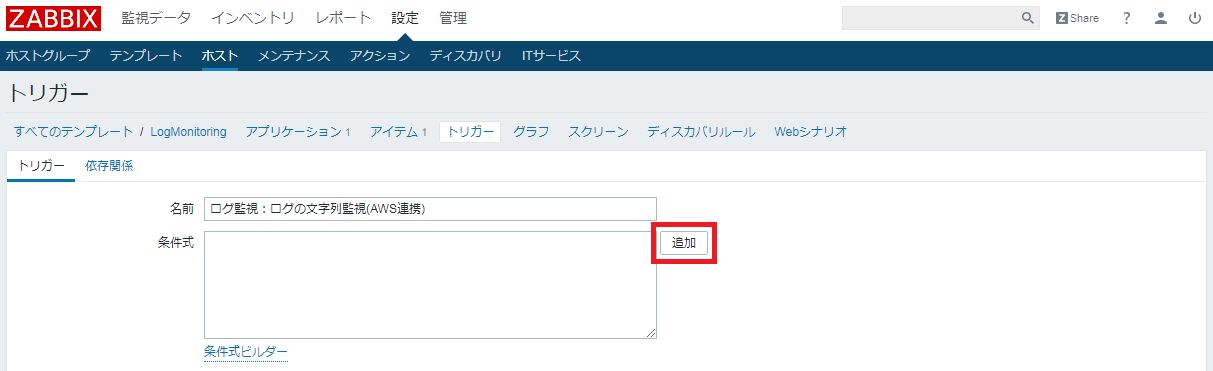 ZABBIX 監視データ インベントリ レポート 設定 管理 Z Share ?
ホストグループ テンプレート ホスト メンテナンス アクション ディスカバリ ITサービス
トリガー
すべてのテンプレート / LogMonitoring アプリケーション 1 アイテム 1 トリガー グラフ スクリーン ディスカバリルール Webシナリオ
トリガー 依存関係
名前 ログ監視：ログの文字列監視(AWS連携)
条件式 追加
条件式ビルダー